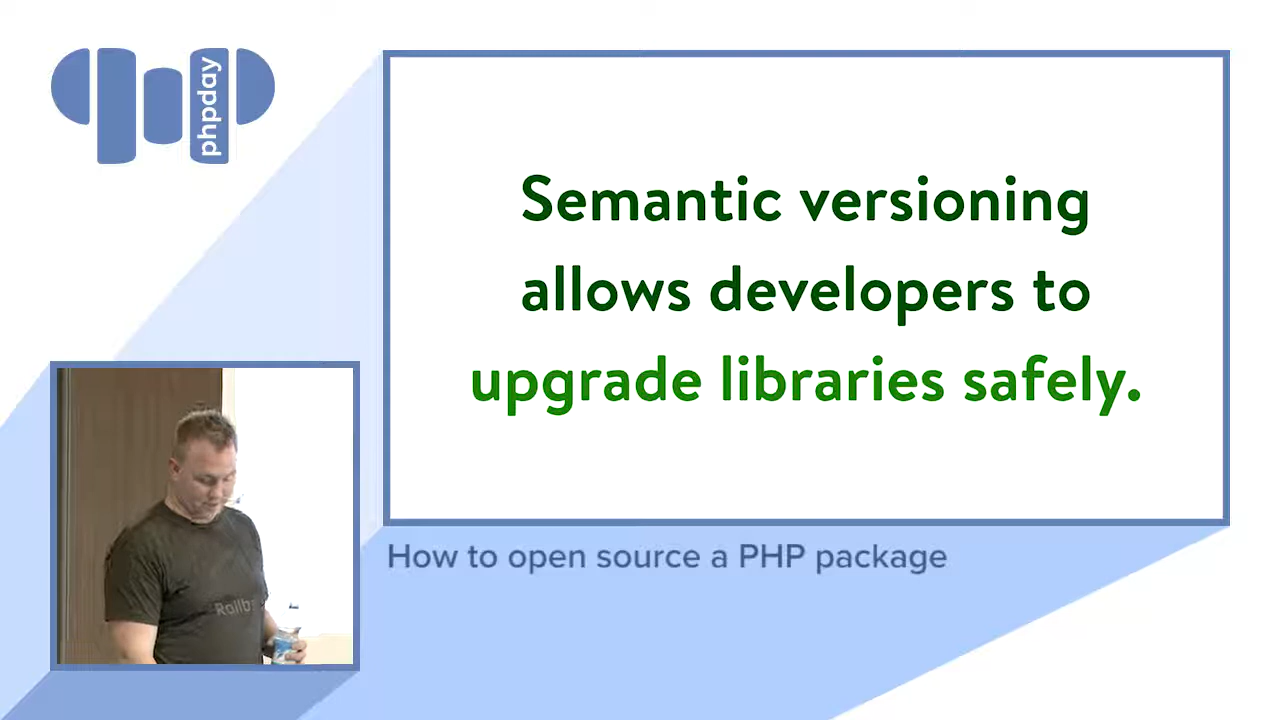 phpday
Semantic versioning
allows developers to
upgrade libraries safely.
How to open source a PHP package